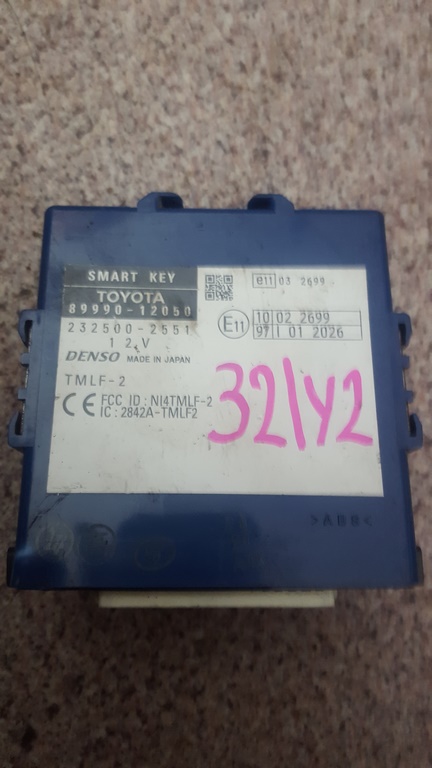 SMART KEY
TOYOTA
89990-12050
232500-2551
12V
DENSO MADE IN JAPAN
TMLF-2
CE FCC ID : NI4TMLF-2
IC : 2842A-TMLF2
e11 03 2699
E11 10 02 2699
97 I 01 2026
32/Y2
>ABS<